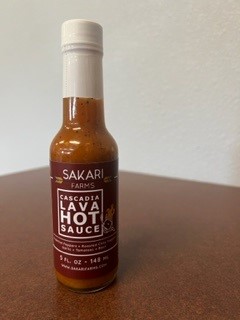 SAKARI
FARMS
CASCADIA
LAVA
HOT
SAUCE
5 fl. oz • 148 ml
www.sakarifarms.com